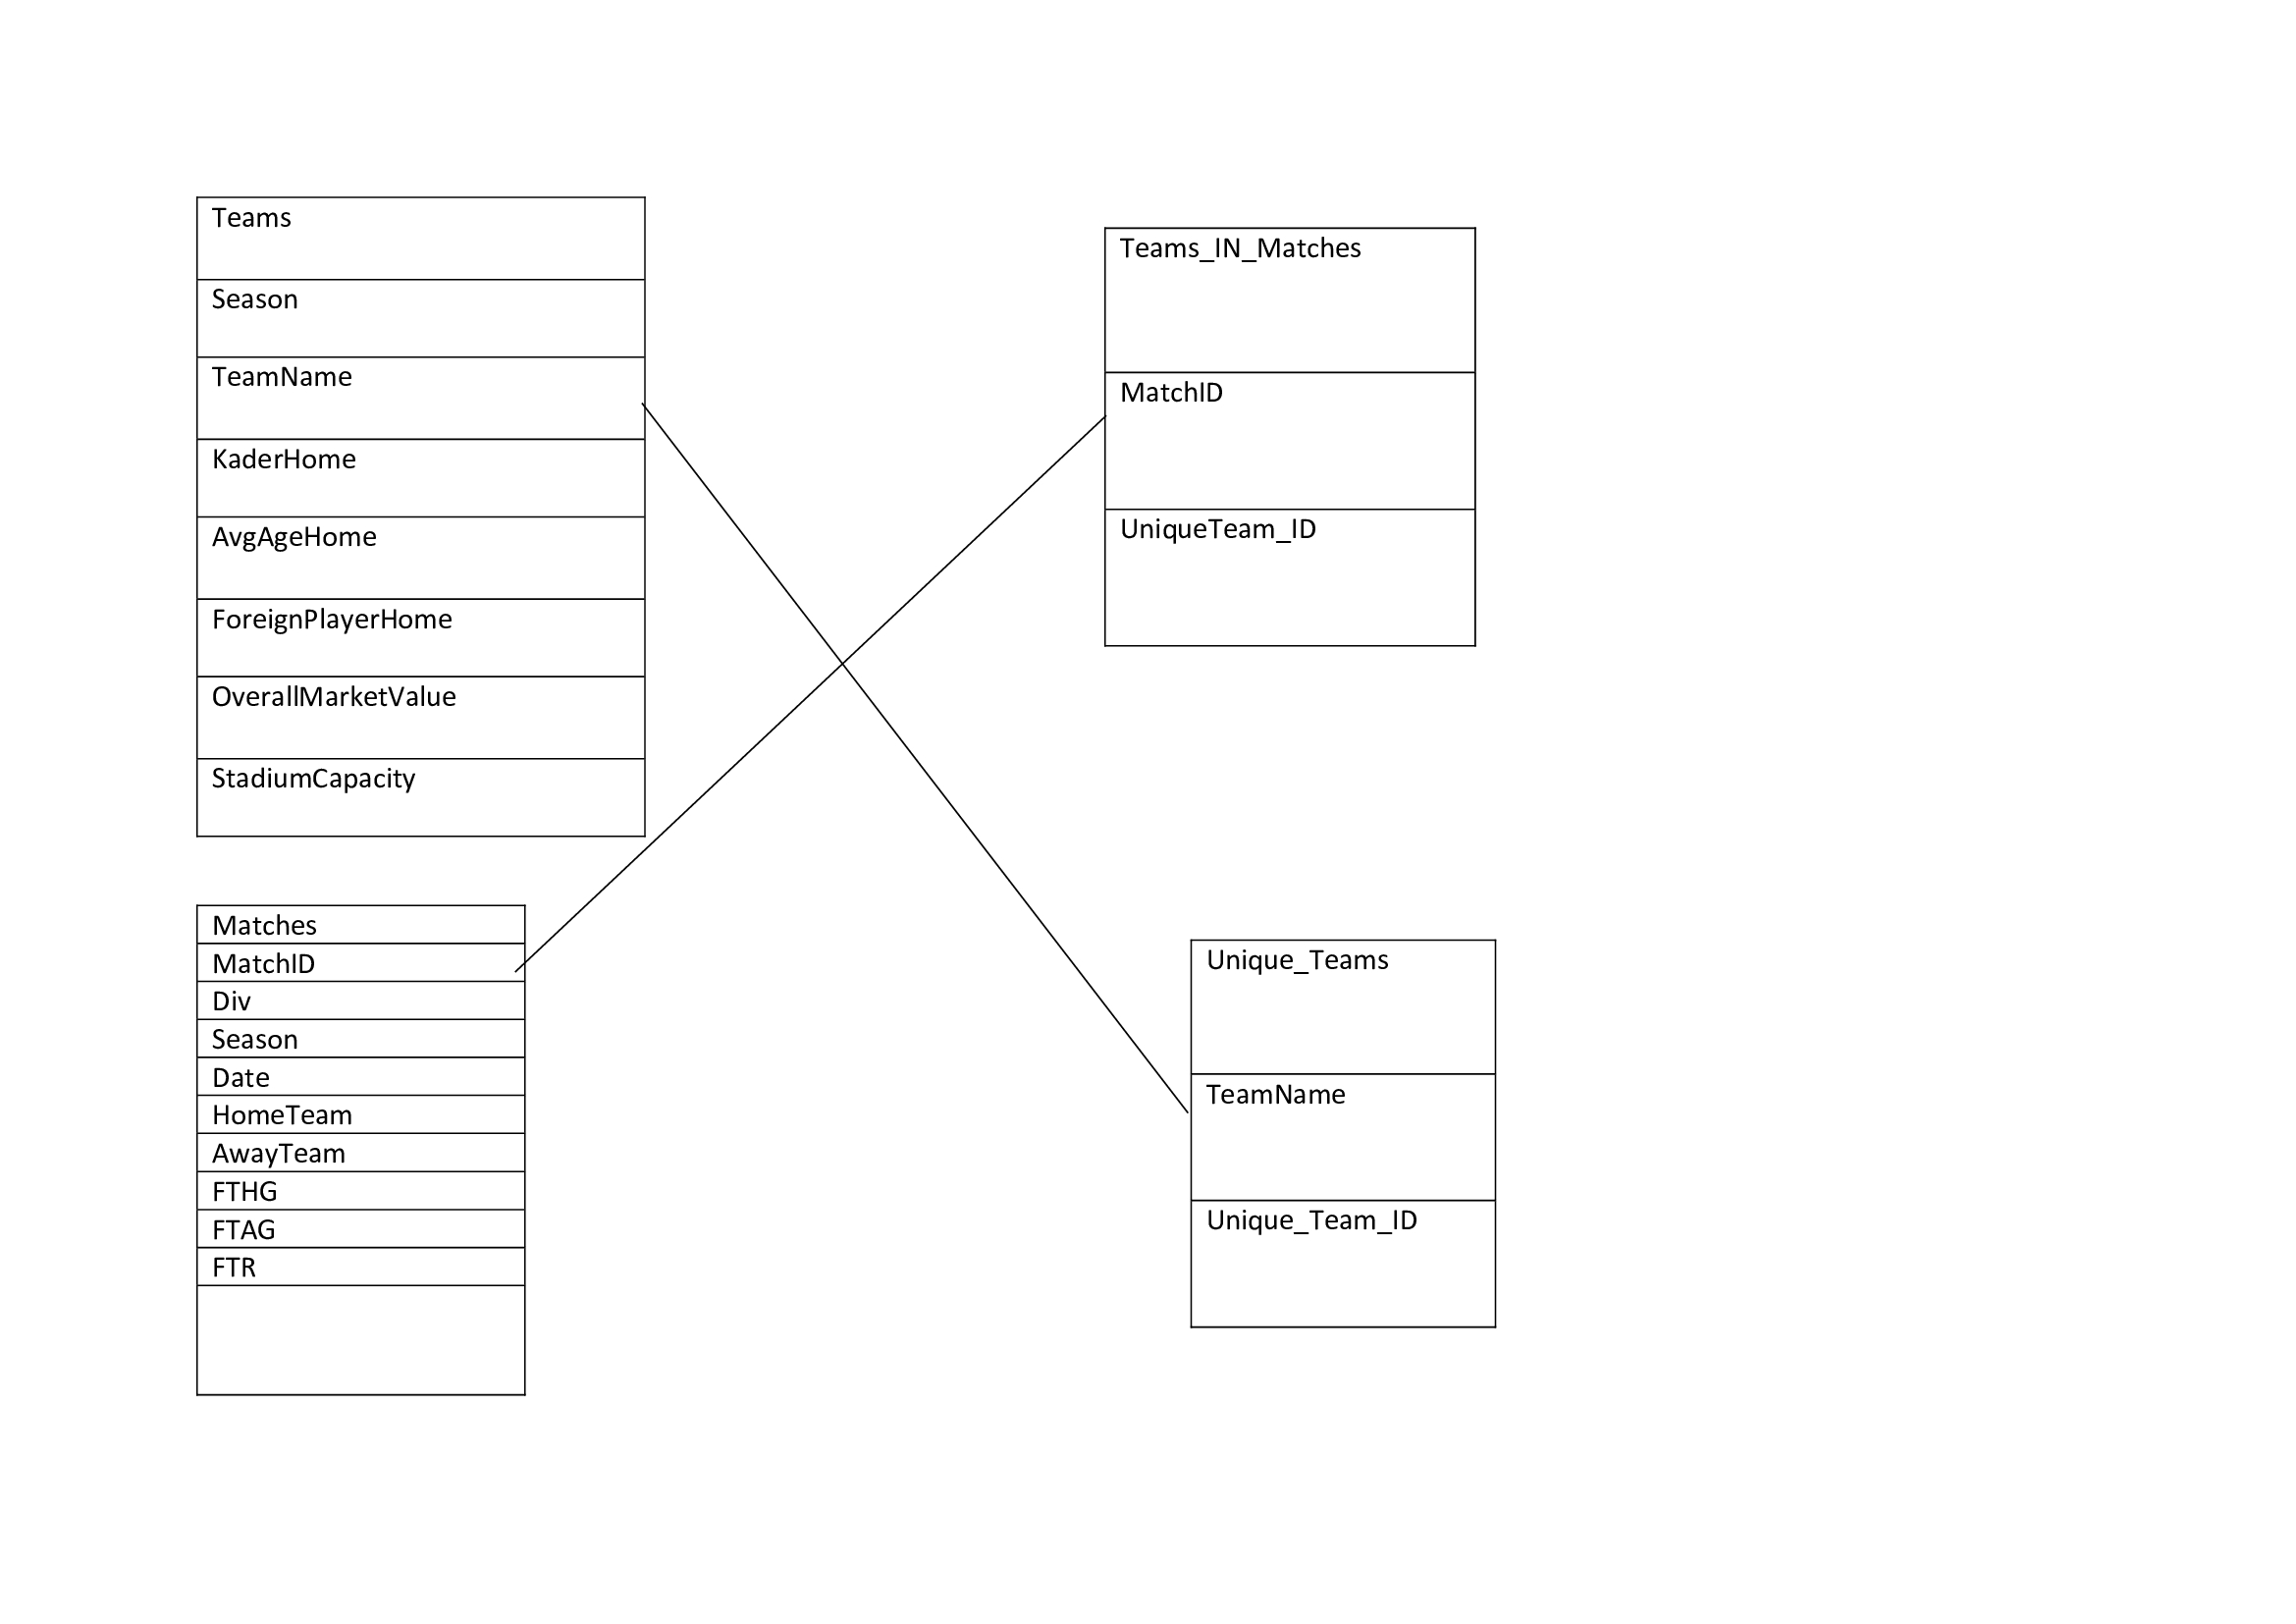 Teams
Season
TeamName
KaderHome
AvgAgeHome
ForeignPlayerHome
OverallMarketValue
StadiumCapacity
Teams_IN_Matches
MatchID
UniqueTeam_ID
Matches
MatchID
Div
Season
Date
HomeTeam
AwayTeam
FTHG
FTAG
FTR
Unique_Teams
TeamName
Unique_Team_ID